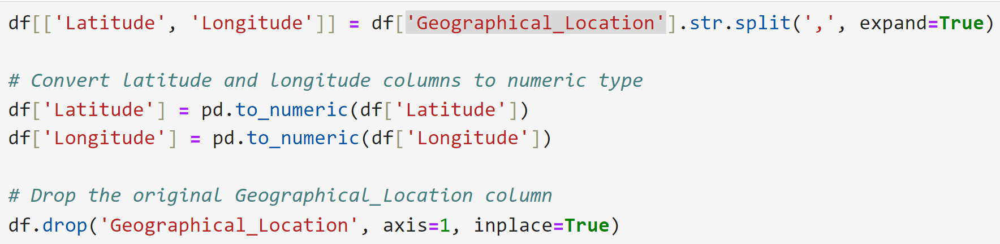 df[['Latitude', 'Longitude']] = df['Geographical_Location'].str.split(',', expand=True)
# Convert latitude and longitude columns to numeric type
df['Latitude'] = pd.to_numeric(df['Latitude'])
df['Longitude'] = pd.to_numeric(df['Longitude'])
# Drop the original Geographical_Location column
df.drop('Geographical_Location', axis=1, inplace=True)